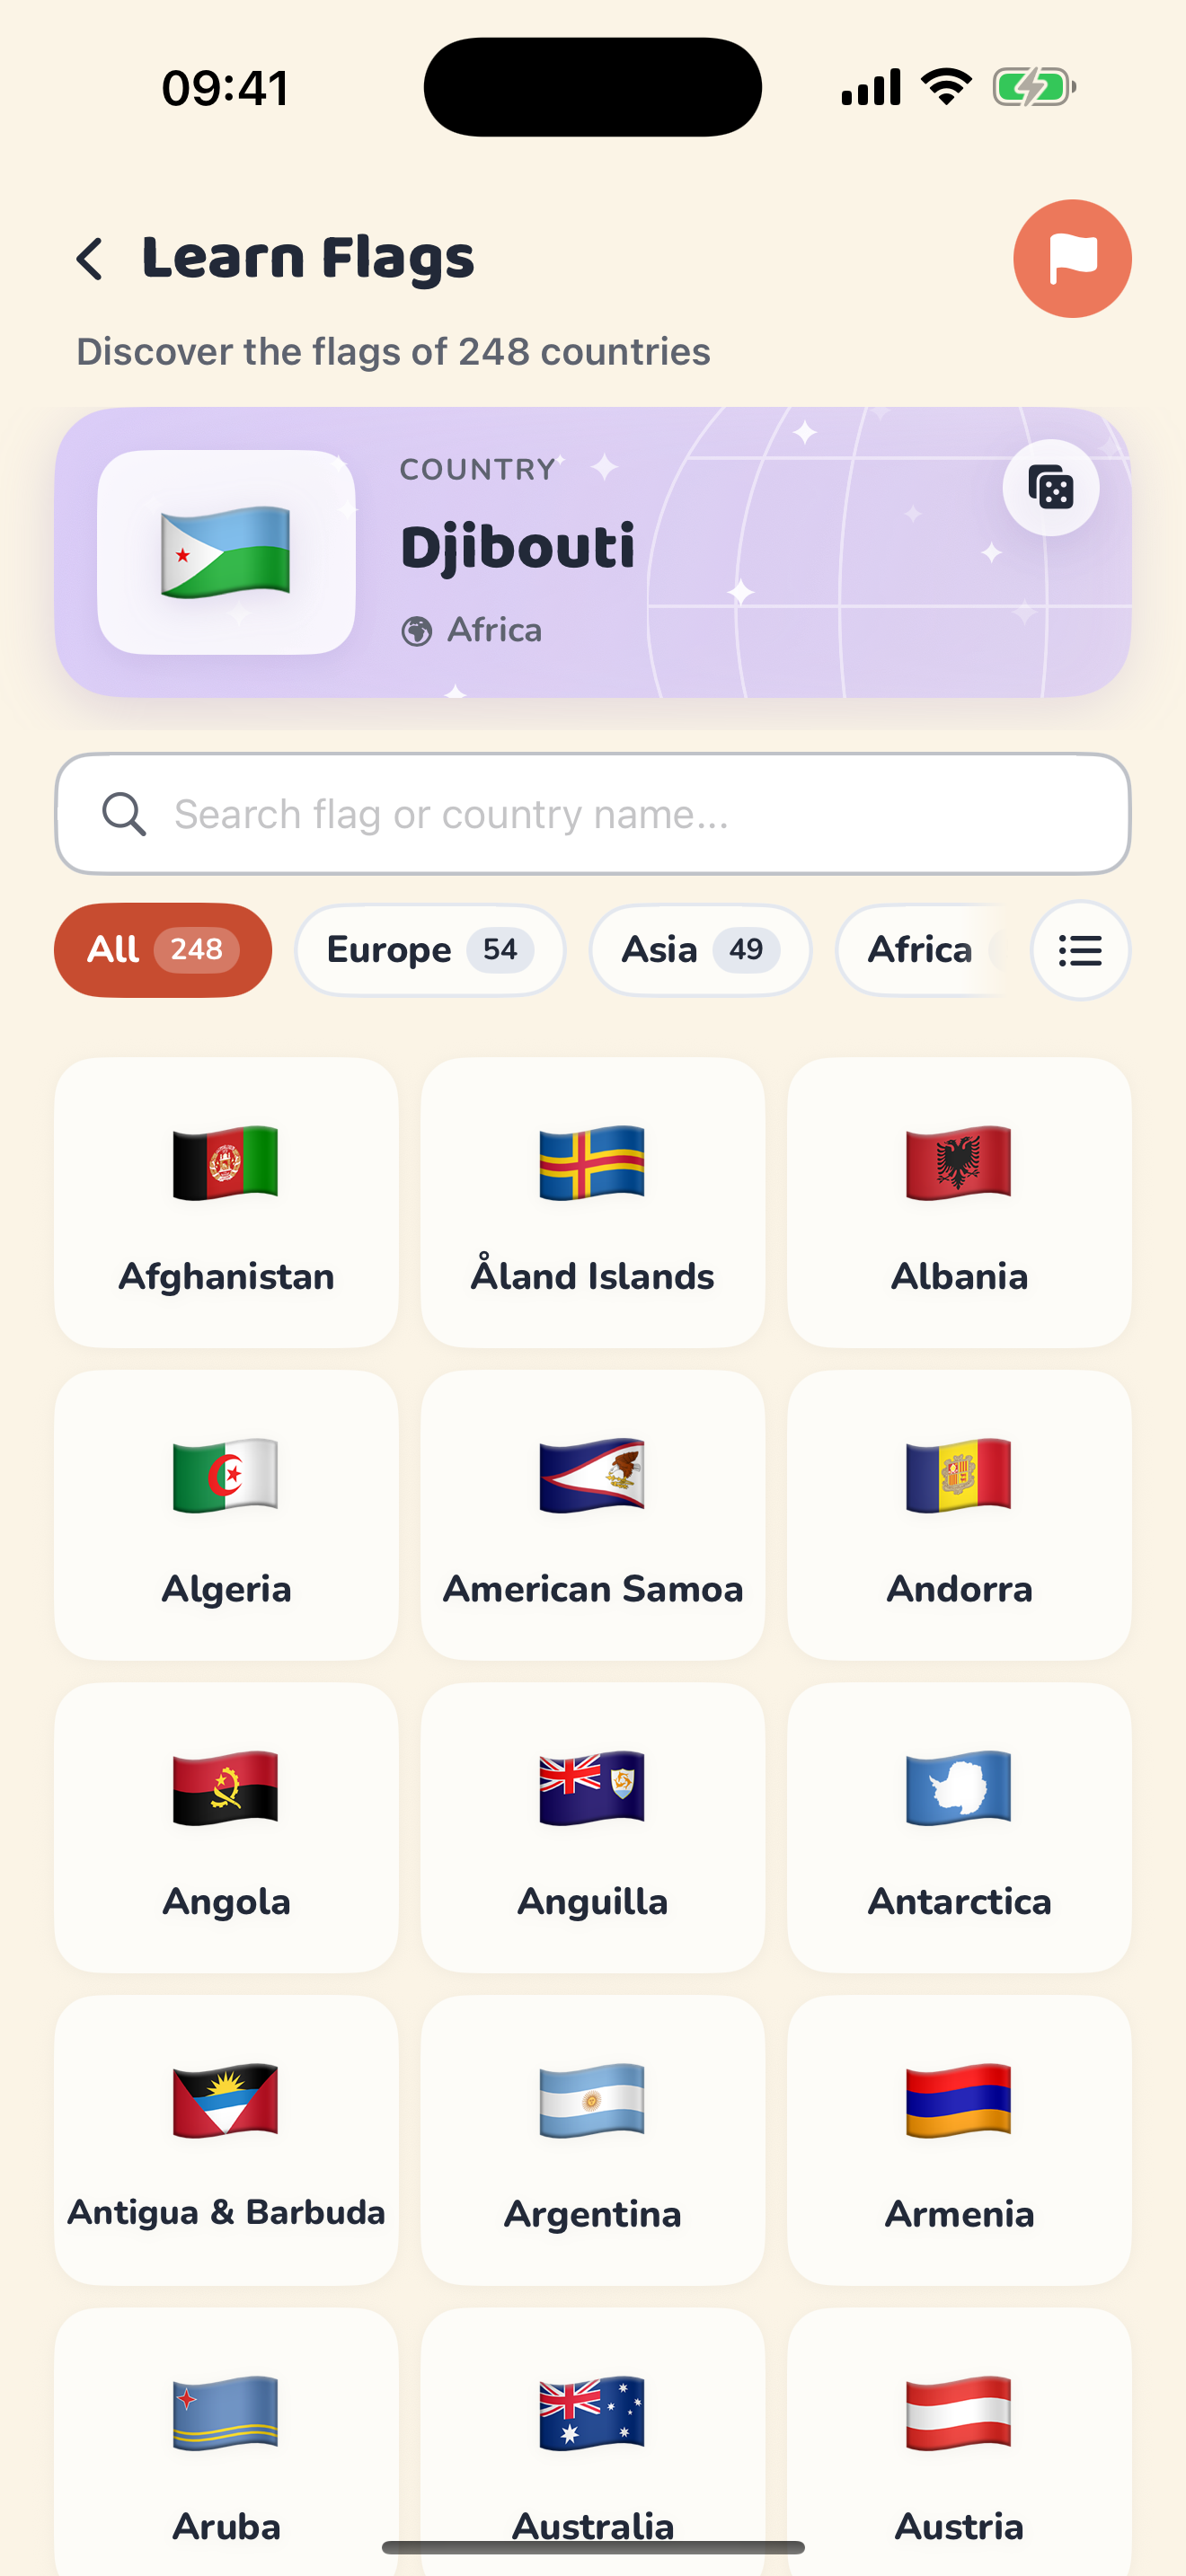 09:41
Learn Flags
Discover the flags of 248 countries
COUNTRY
Djibouti
Africa
Search flag or country name...
All 248 Europe 54 Asia 49 Africa
Afghanistan Åland Islands Albania
Algeria American Samoa Andorra
Angola Anguilla Antarctica
Antigua & Barbuda Argentina Armenia
Aruba Australia Austria